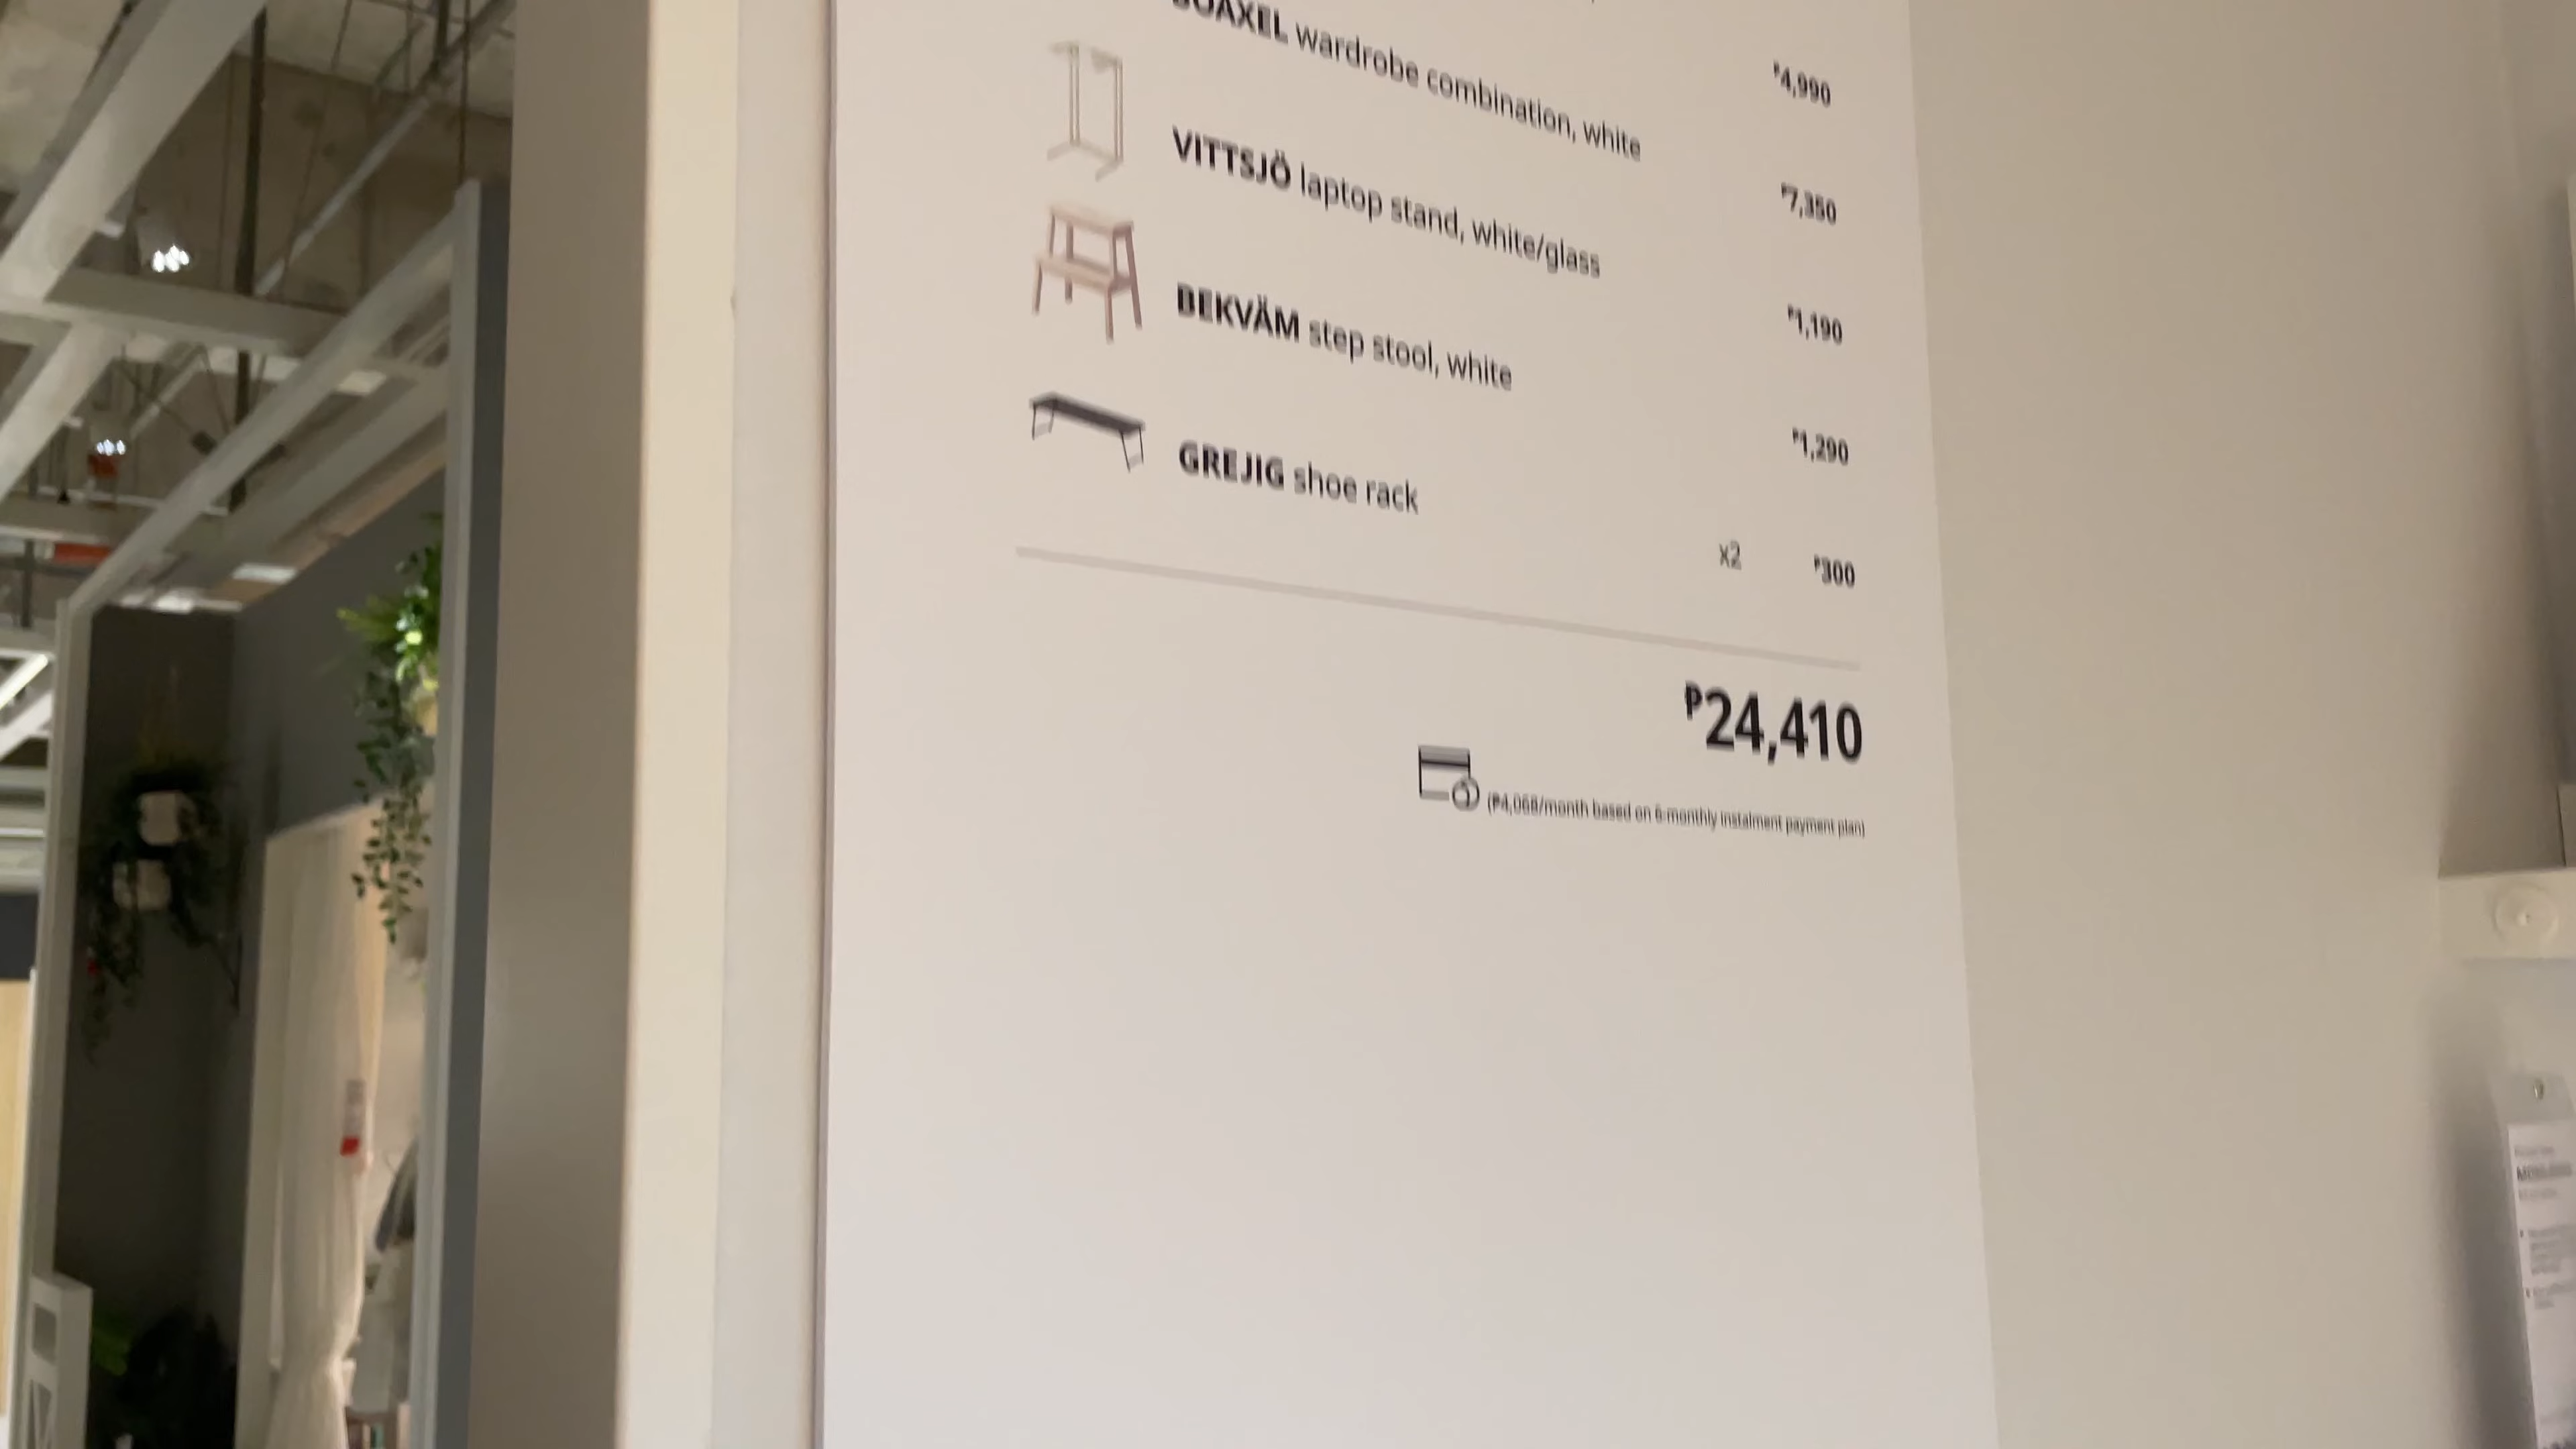 ₱4,990
BOAXEL wardrobe combination, white
₱7,350
VITTSJÖ laptop stand, white/glass
₱1,190
BEKVÄM step stool, white
₱1,290
GREJIG shoe rack
x2 ₱300
₱24,410
(₱4,068/month based on 6-monthly instalment payment plan)